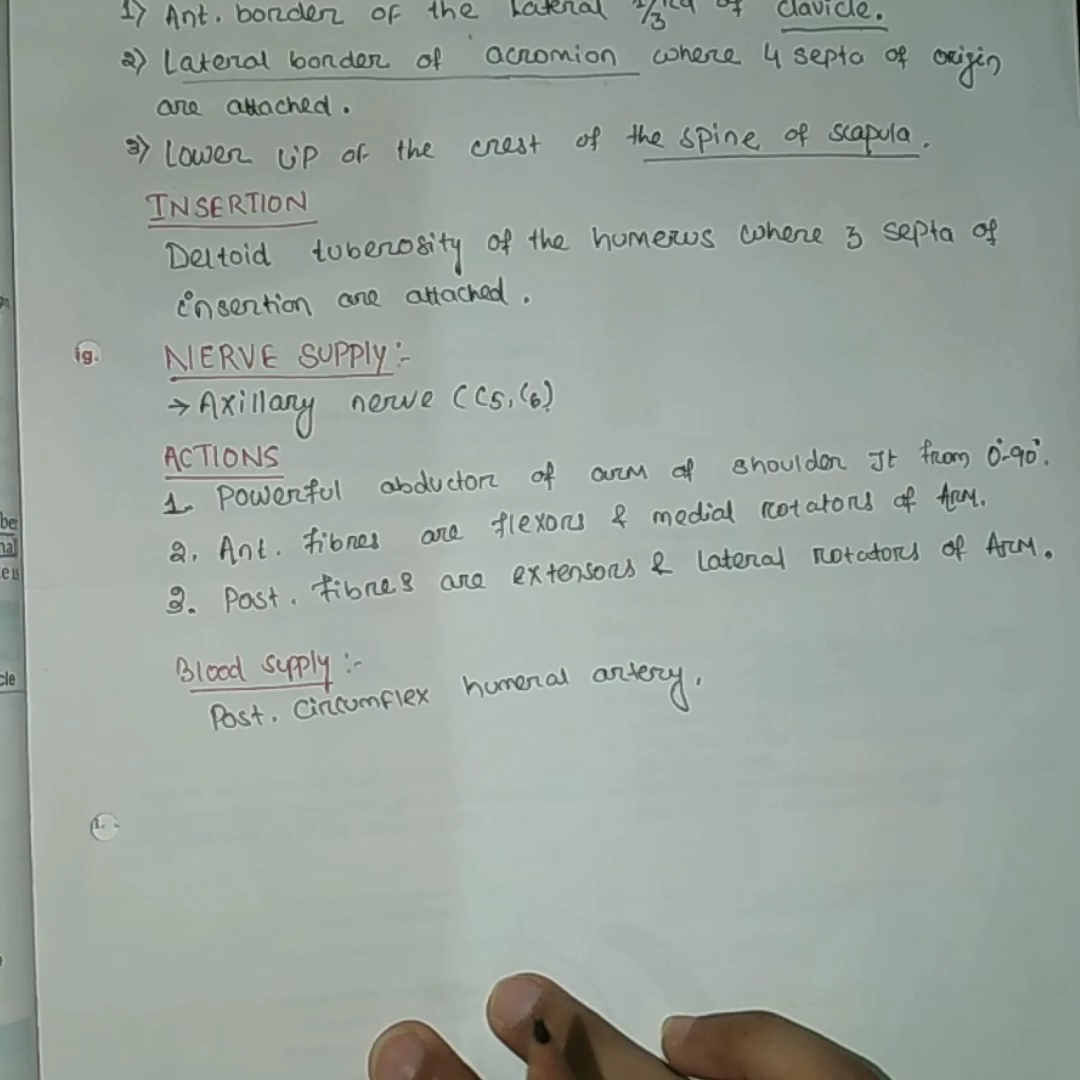 1) Ant. border of the Lateral 1/3rd of clavicle.
2) Lateral border of acromion where 4 septa of origin
are attached.
3) Lower lip of the crest of the spine of scapula.
INSERTION
Deltoid tuberosity of the humerus where 3 septa of
insertion are attached.
ig.
NERVE SUPPLY :-
→ Axillary nerve (C5, C6)
ACTIONS
1. Powerful abductor of arm of shoulder Jt from 0°-90°.
2. Ant. fibres are flexors & medial rotators of Arm.
3. Post. fibres are extensors & lateral rotators of Arm.
Blood supply :-
Post. Circumflex humeral artery.
1.